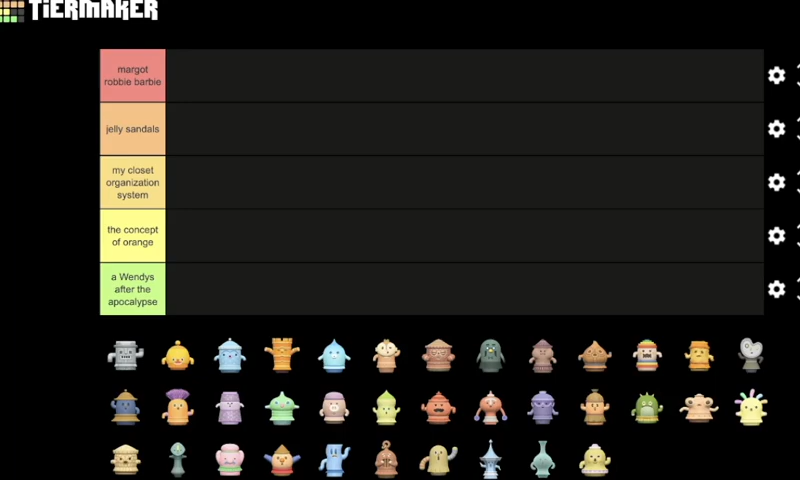 TIERMAKER
margot
robbie barbie
jelly sandals
my closet
organization
system
the concept
of orange
a Wendys
after the
apocalypse